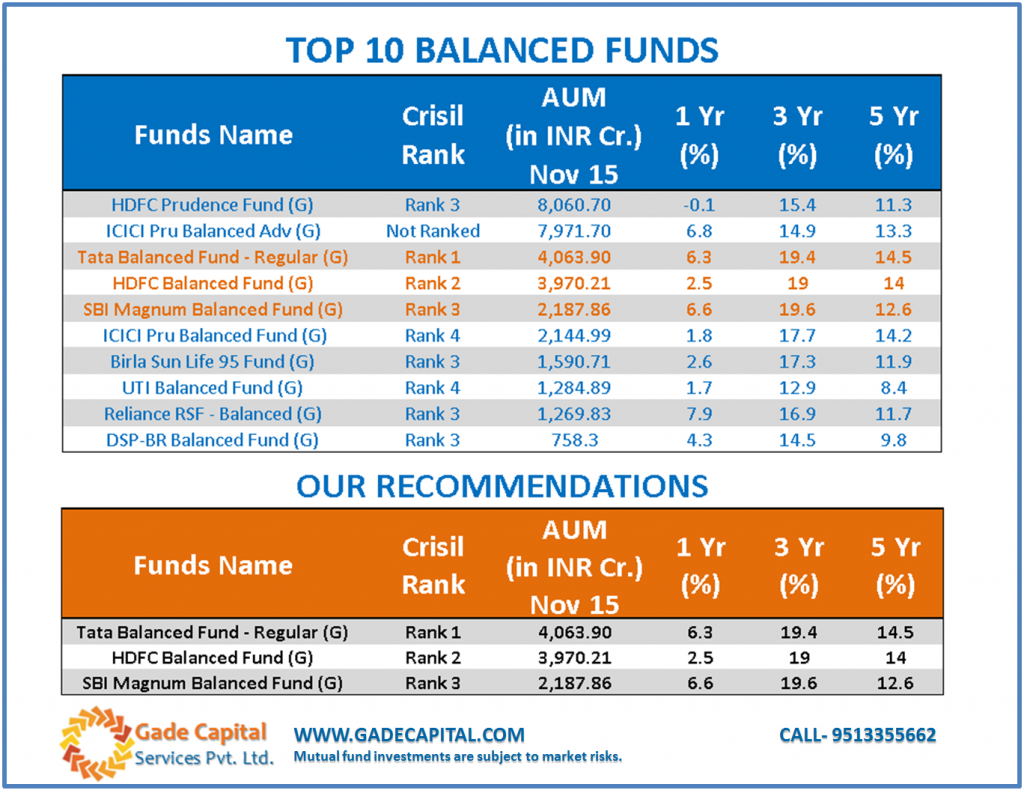 TOP 10 BALANCED FUNDS
Funds Name Crisil Rank AUM (in INR Cr.) Nov 15 1 Yr (%) 3 Yr (%) 5 Yr (%)
HDFC Prudence Fund (G) Rank 3 8,060.70 -0.1 15.4 11.3
ICICI Pru Balanced Adv (G) Not Ranked 7,971.70 6.8 14.9 13.3
Tata Balanced Fund - Regular (G) Rank 1 4,063.90 6.3 19.4 14.5
HDFC Balanced Fund (G) Rank 2 3,970.21 2.5 19 14
SBI Magnum Balanced Fund (G) Rank 3 2,187.86 6.6 19.6 12.6
ICICI Pru Balanced Fund (G) Rank 4 2,144.99 1.8 17.7 14.2
Birla Sun Life 95 Fund (G) Rank 3 1,590.71 2.6 17.3 11.9
UTI Balanced Fund (G) Rank 4 1,284.89 1.7 12.9 8.4
Reliance RSF - Balanced (G) Rank 3 1,269.83 7.9 16.9 11.7
DSP-BR Balanced Fund (G) Rank 3 758.3 4.3 14.5 9.8
OUR RECOMMENDATIONS
Funds Name Crisil Rank AUM (in INR Cr.) Nov 15 1 Yr (%) 3 Yr (%) 5 Yr (%)
Tata Balanced Fund - Regular (G) Rank 1 4,063.90 6.3 19.4 14.5
HDFC Balanced Fund (G) Rank 2 3,970.21 2.5 19 14
SBI Magnum Balanced Fund (G) Rank 3 2,187.86 6.6 19.6 12.6
Gade Capital
Services Pvt. Ltd.
WWW.GADECAPITAL.COM CALL- 9513355662
Mutual fund investments are subject to market risks.